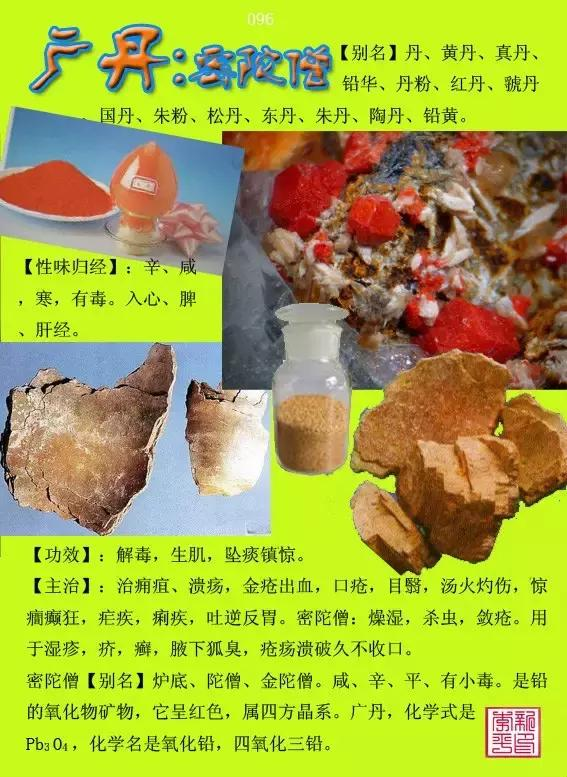 096
广丹:密陀僧
【别名】丹、黄丹、真丹、
铅华、丹粉、红丹、虢丹
、国丹、朱粉、松丹、东丹、朱丹、陶丹、铅黄。
【性味归经】:辛、咸
,寒,有毒。入心、脾
、肝经。
【功效】:解毒,生肌,坠痰镇惊。
【主治】:治痈疽、溃疡,金疮出血,口疮,目翳,汤火灼伤,惊
痫癫狂,疟疾,痢疾,吐逆反胃。密陀僧:燥湿,杀虫,敛疮。用
于湿疹,疥,癣,腋下狐臭,疮疡溃破久不收口。
密陀僧【别名】炉底、陀僧、金陀僧。咸、辛、平、有小毒。是铅
的氧化物矿物,它呈红色,属四方晶系。广丹,化学式是
Pb₃O₄,化学名是氧化铅,四氧化三铅。